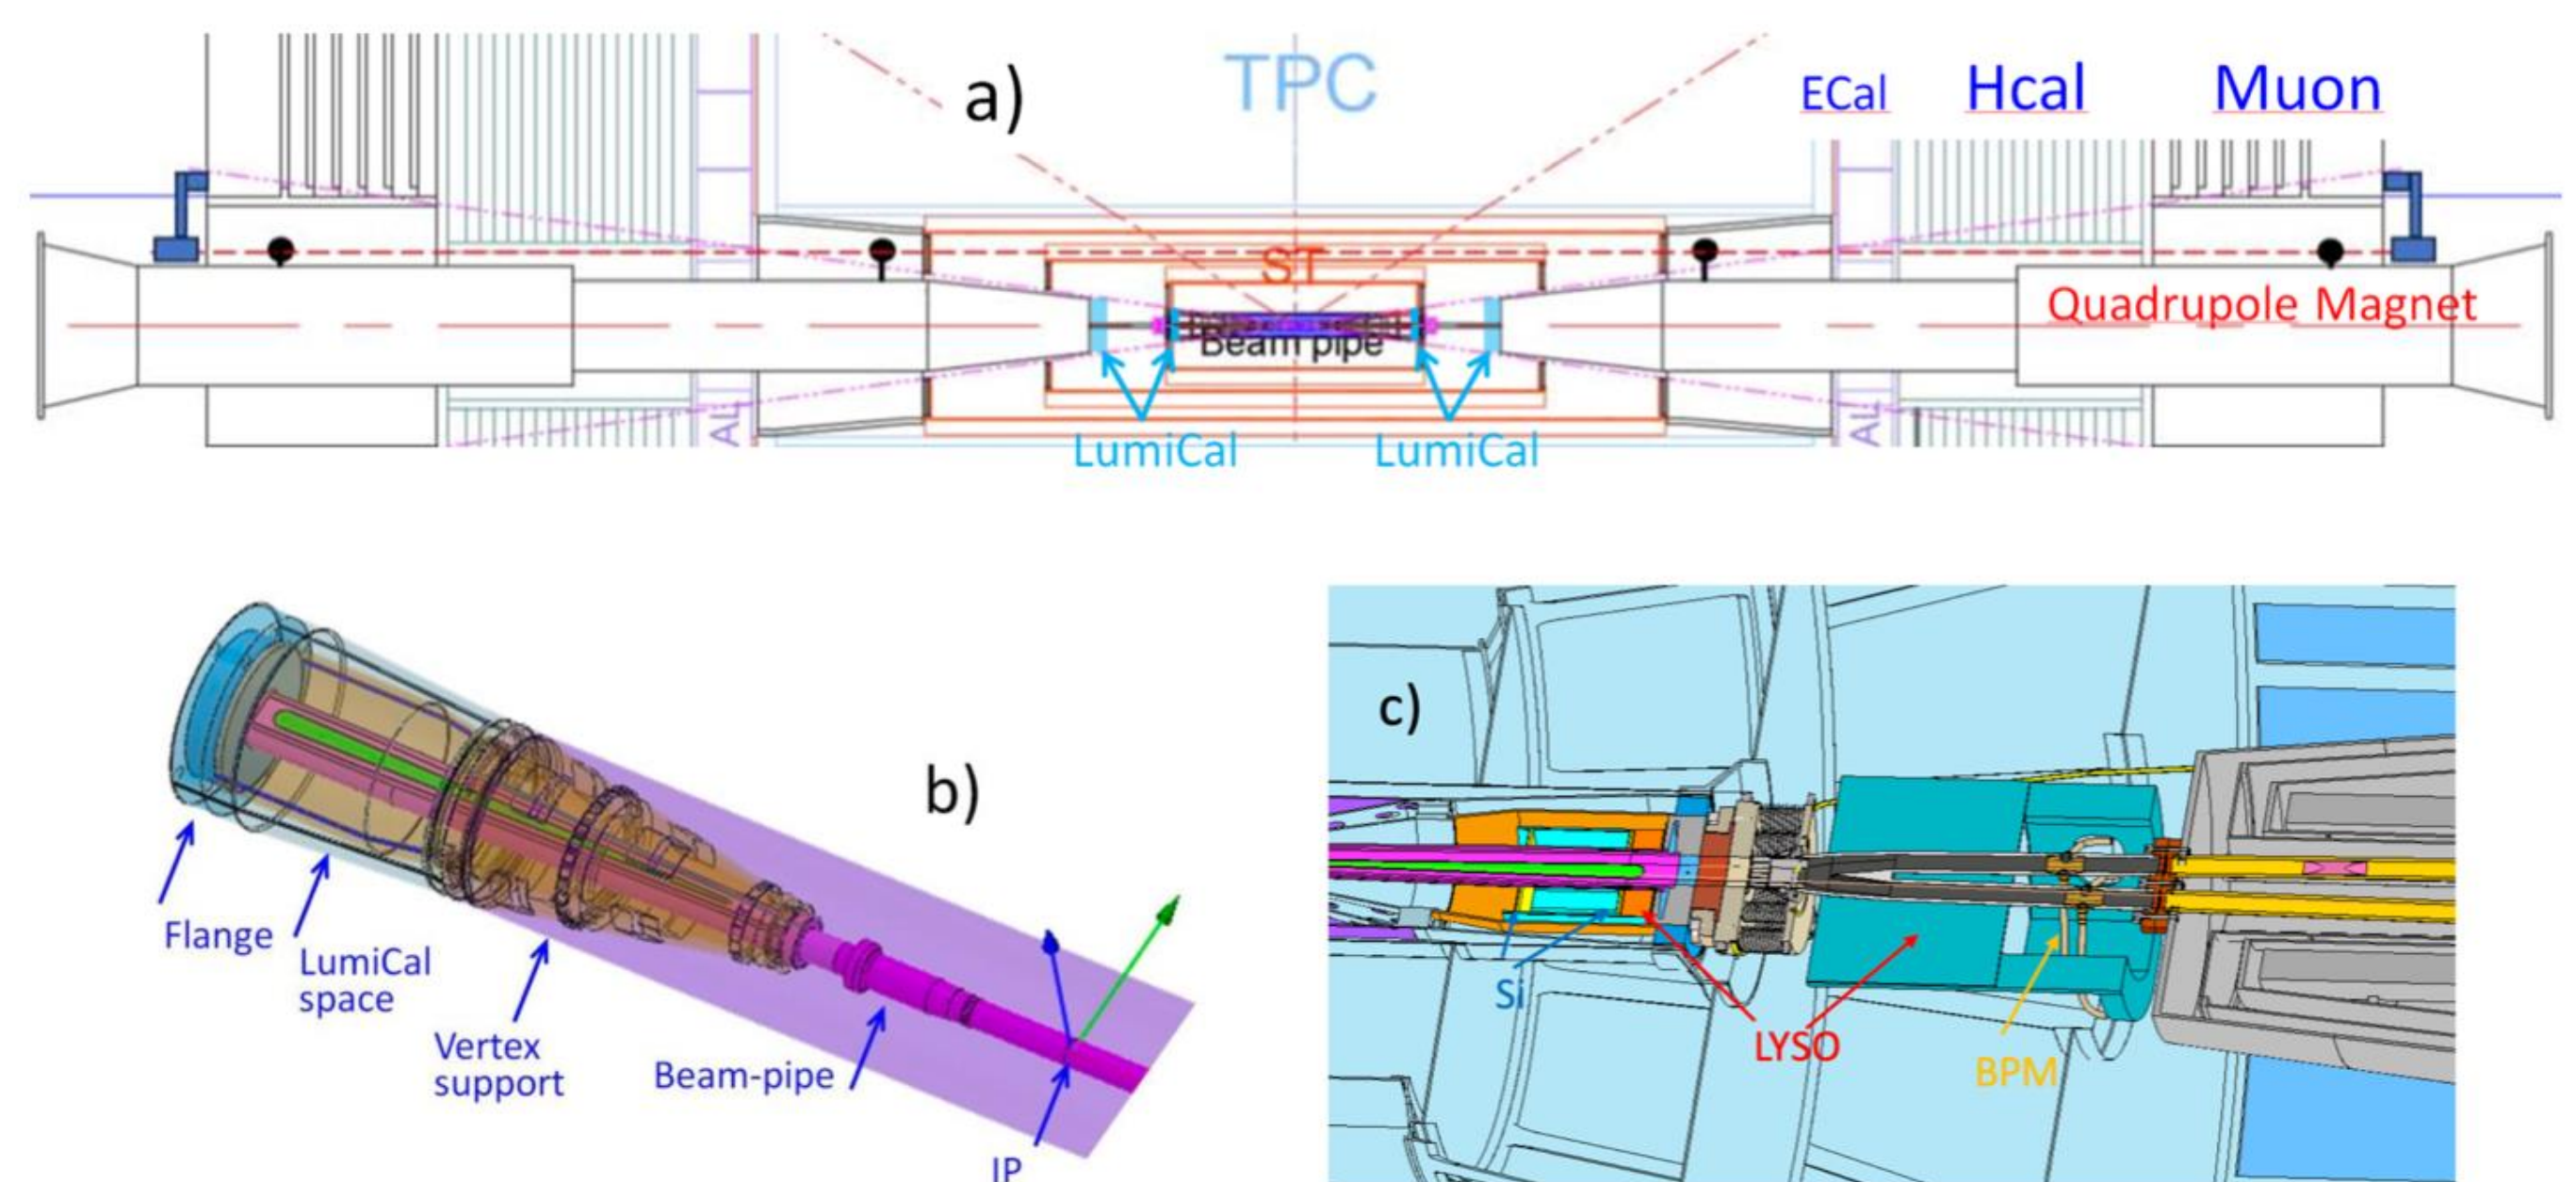 a)
TPC
ECal
Hcal
Muon
ST
Quadrupole Magnet
Beam pipe
AL
AL
LumiCal
LumiCal
b)
Flange
LumiCal
space
Vertex
support
Beam-pipe
IP
c)
Si
LYSO
BPM